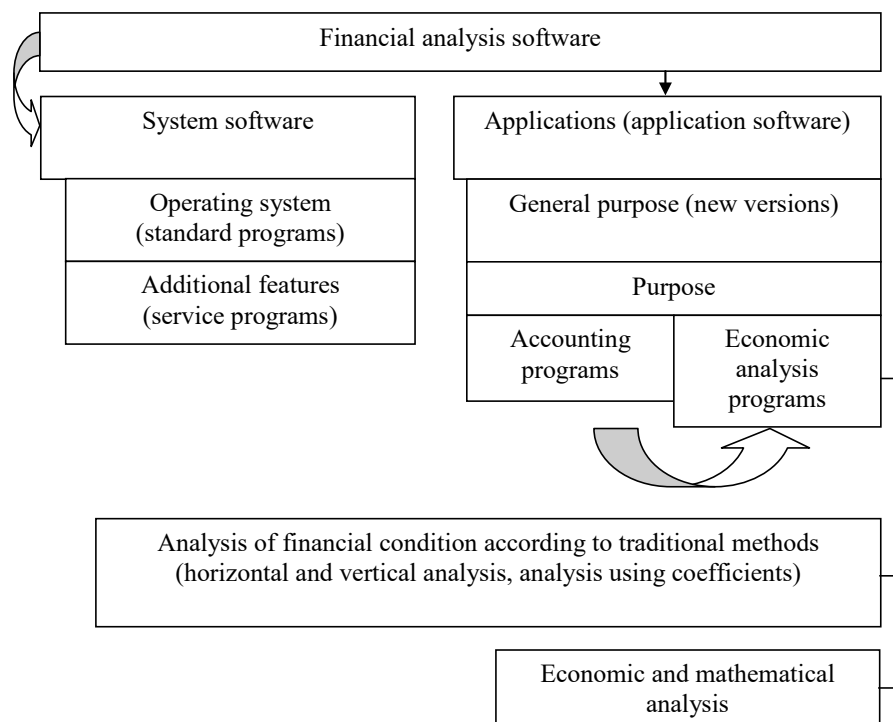 Financial analysis software
System software
Applications (application software)
Operating system
(standard programs)
General purpose (new versions)
Additional features
(service programs)
Purpose
Accounting
programs
Economic
analysis
programs
Analysis of financial condition according to traditional methods
(horizontal and vertical analysis, analysis using coefficients)
Economic and mathematical
analysis